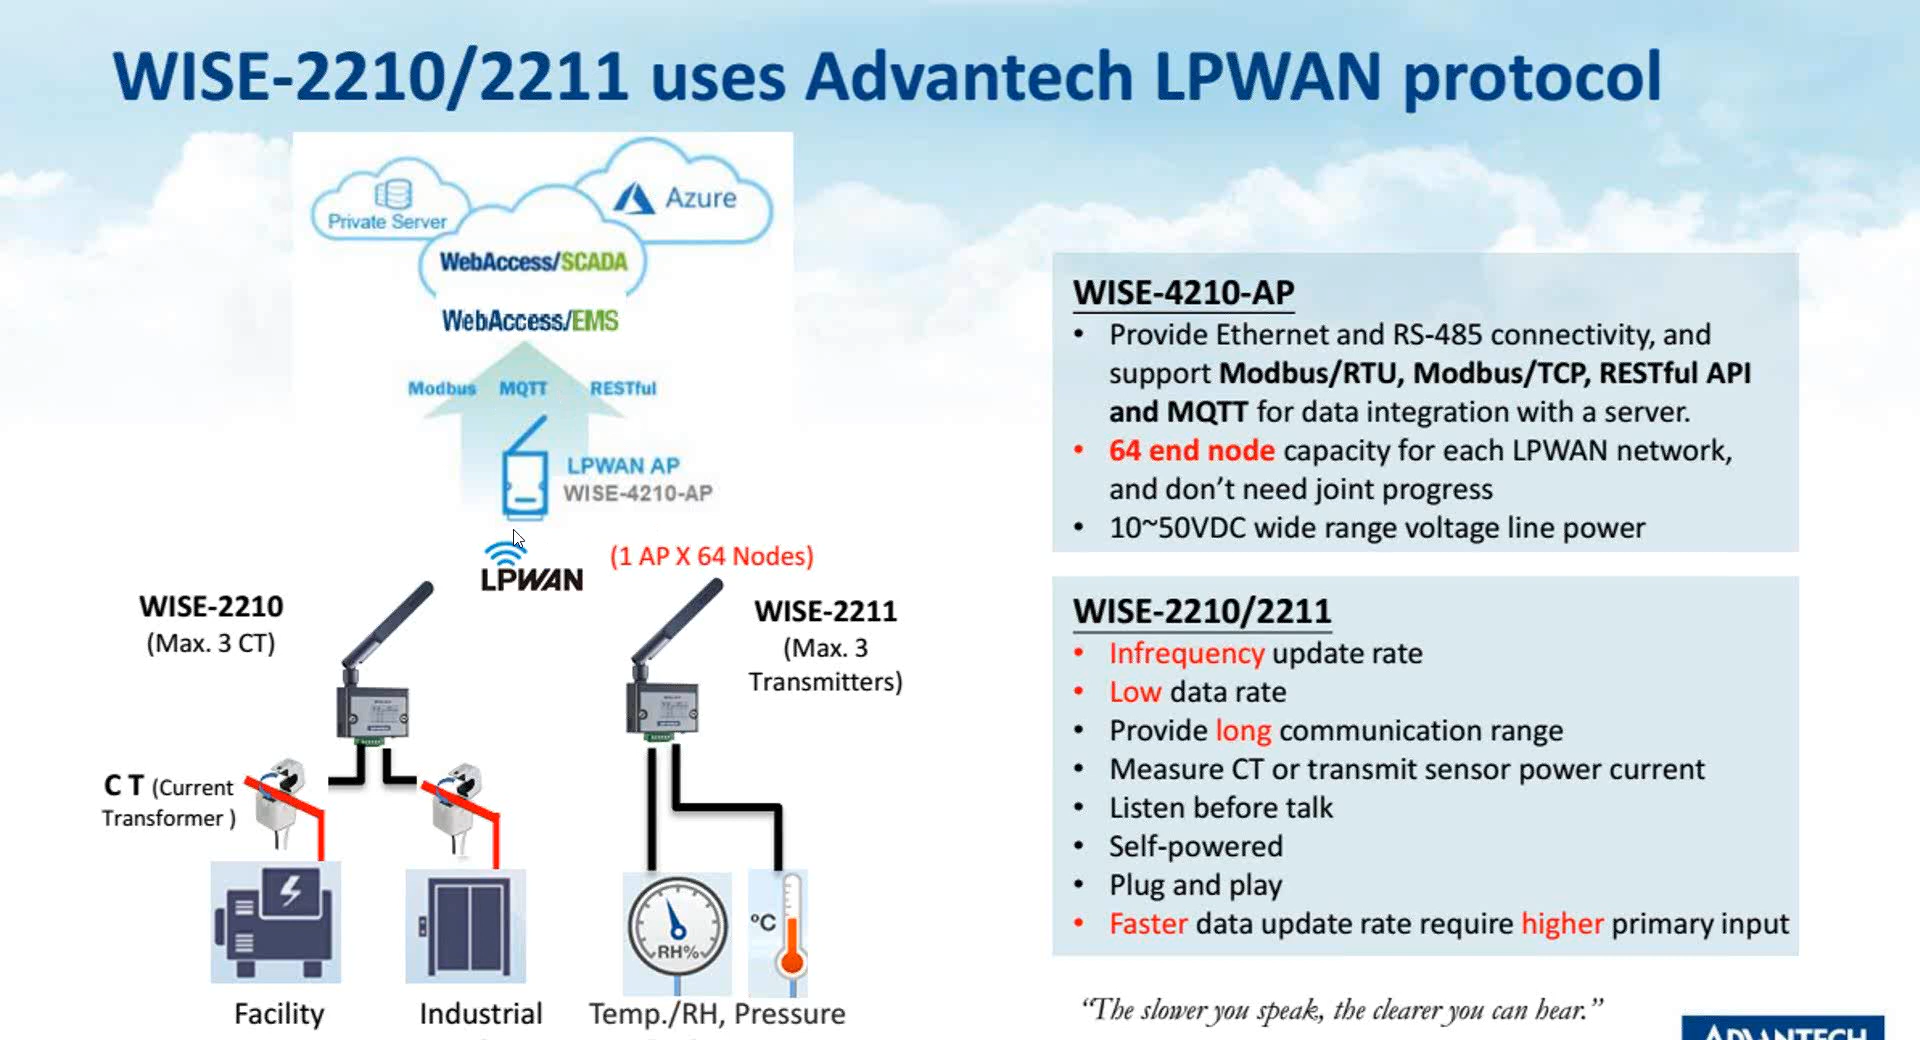 WISE-2210/2211 uses Advantech LPWAN protocol
Private Server
Azure
WebAccess/SCADA
WebAccess/EMS
Modbus MQTT RESTful
LPWAN AP
WISE-4210-AP
LPWAN
(1 AP X 64 Nodes)
WISE-2210
(Max. 3 CT)
WISE-2211
(Max. 3
Transmitters)
C T (Current
Transformer )
RH%
ºC
Facility
Industrial
Temp./RH, Pressure
WISE-4210-AP
• Provide Ethernet and RS-485 connectivity, and
support Modbus/RTU, Modbus/TCP, RESTful API
and MQTT for data integration with a server.
• 64 end node capacity for each LPWAN network,
and don’t need joint progress
• 10~50VDC wide range voltage line power
WISE-2210/2211
• Infrequency update rate
• Low data rate
• Provide long communication range
• Measure CT or transmit sensor power current
• Listen before talk
• Self-powered
• Plug and play
• Faster data update rate require higher primary input
“The slower you speak, the clearer you can hear.”
ADVANTECH